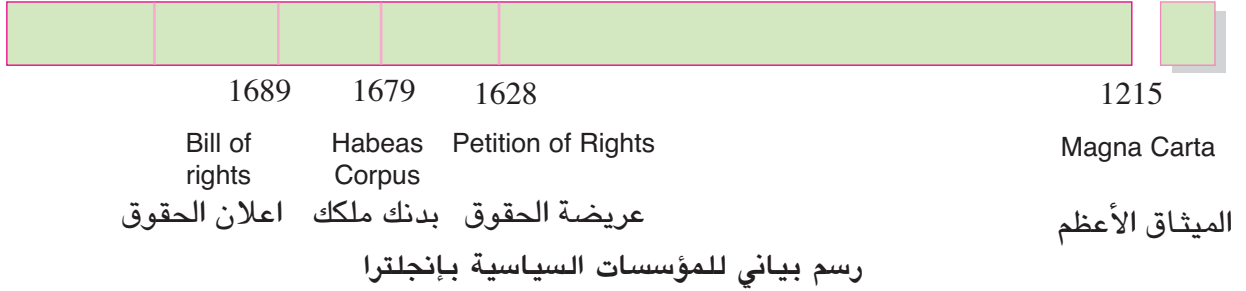 1689 1679 1628 1215
Bill of rights Habeas Corpus Petition of Rights Magna Carta
اعلان الحقوق بدنك ملكك عريضة الحقوق الميثاق الأعظم
رسم بياني للمؤسسات السياسية بإنجلترا